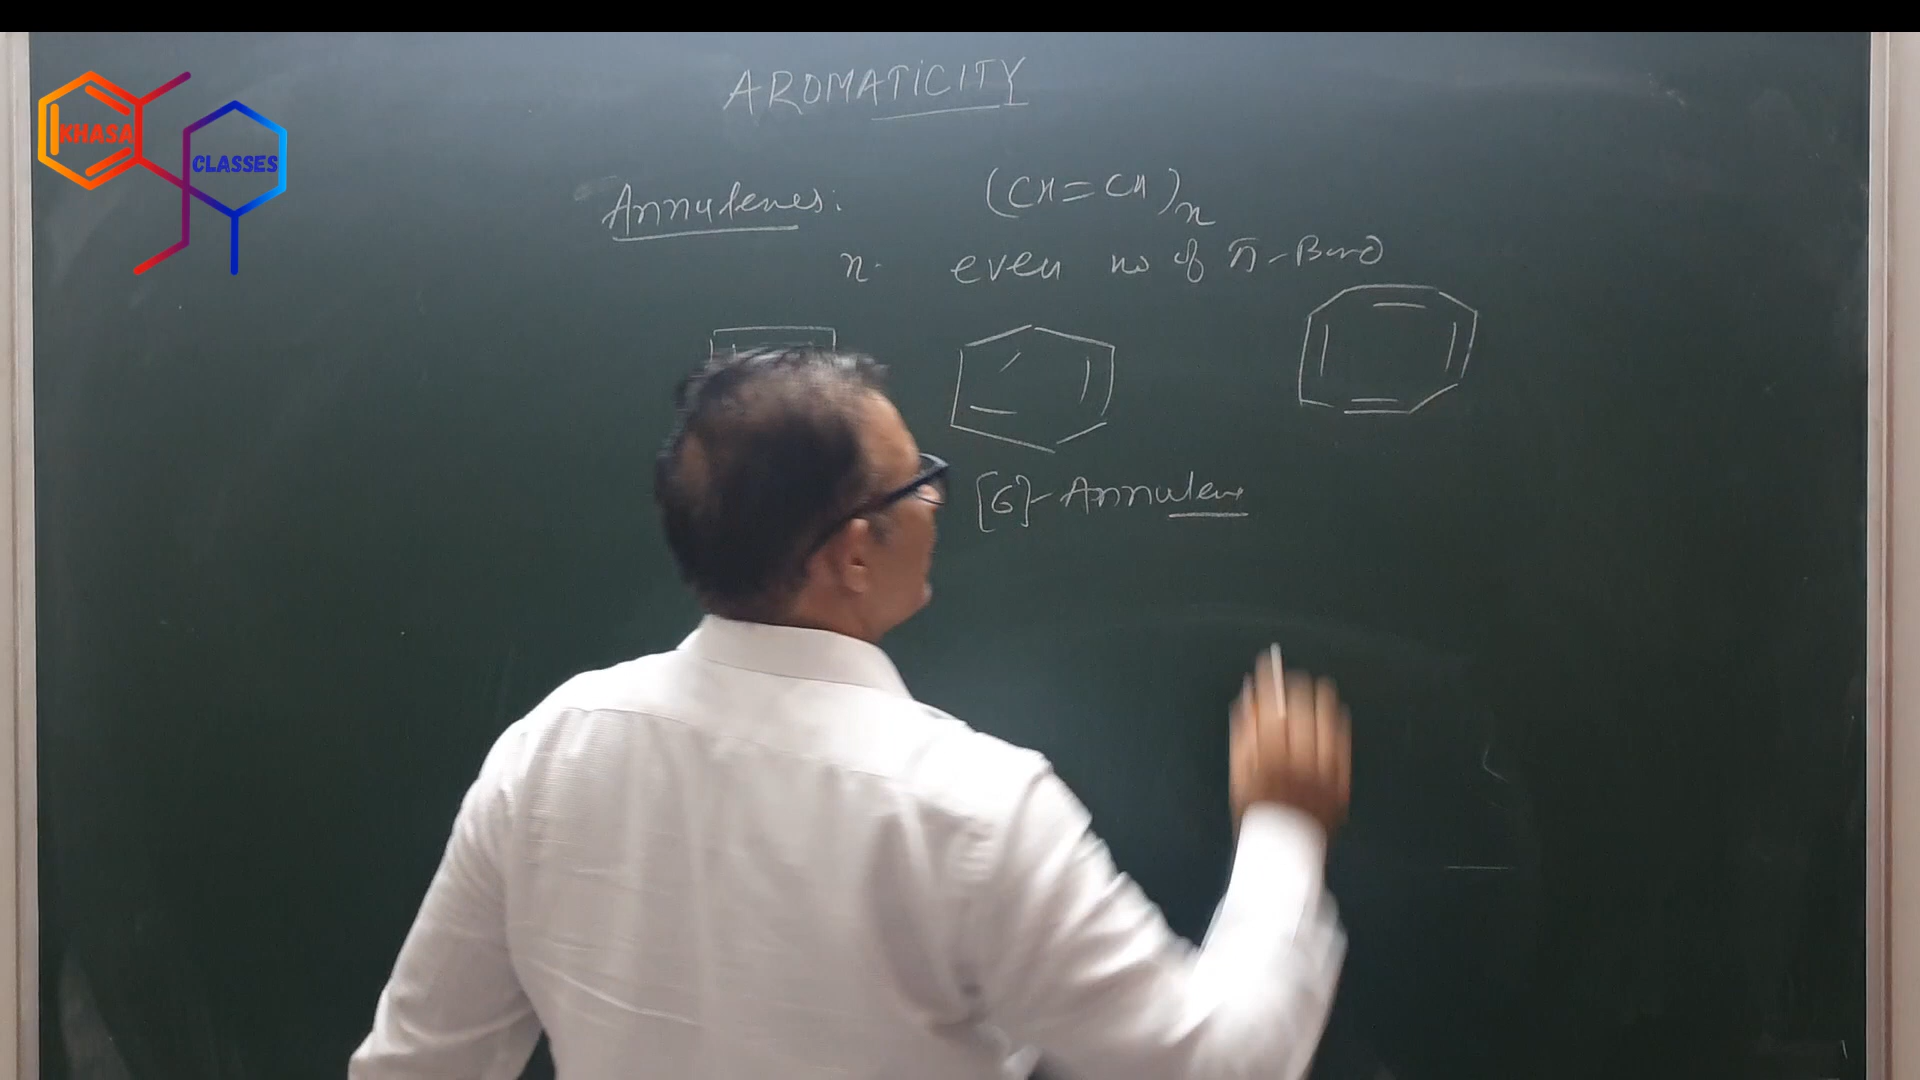 KHASA
CLASSES
AROMATICITY
Annulenes: (CH=CH)n
n. even no of π-Bond
[6]-Annulene